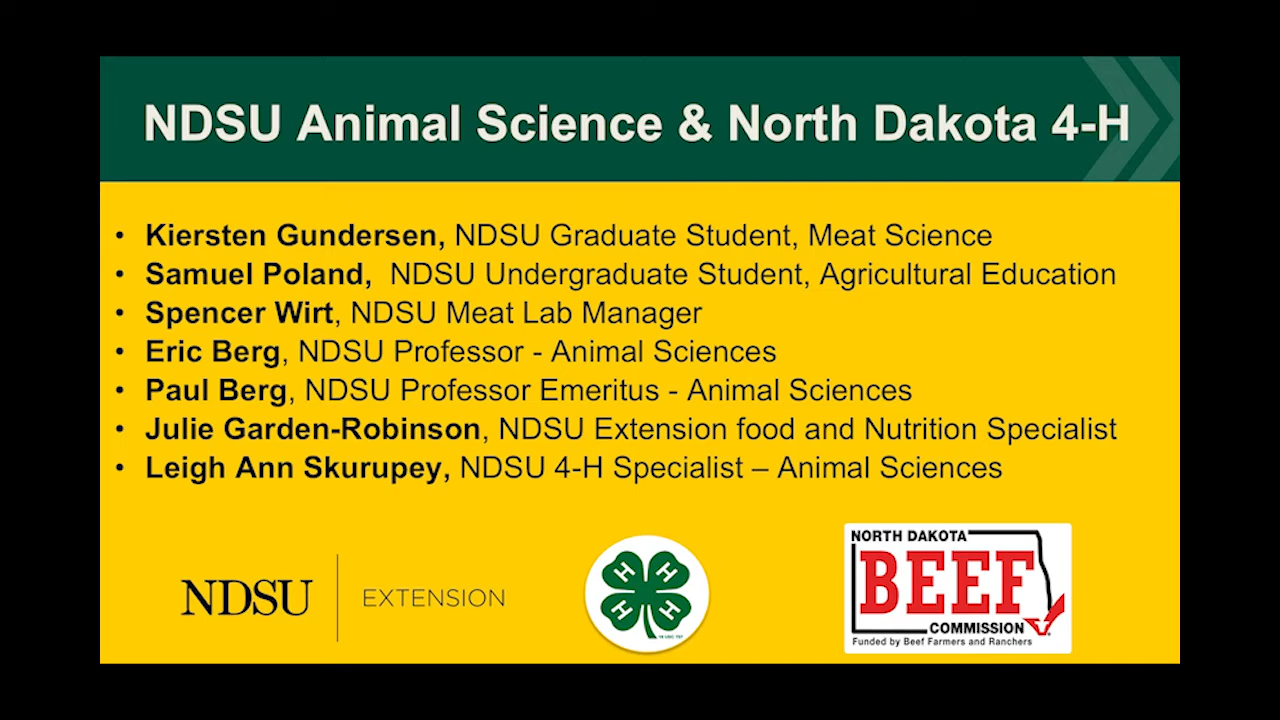 NDSU Animal Science & North Dakota 4-H
• Kiersten Gundersen, NDSU Graduate Student, Meat Science
• Samuel Poland,  NDSU Undergraduate Student, Agricultural Education
• Spencer Wirt, NDSU Meat Lab Manager
• Eric Berg, NDSU Professor - Animal Sciences
• Paul Berg, NDSU Professor Emeritus - Animal Sciences
• Julie Garden-Robinson, NDSU Extension food and Nutrition Specialist
• Leigh Ann Skurupey, NDSU 4-H Specialist – Animal Sciences
NDSU EXTENSION
H H
H H
NORTH DAKOTA
BEEF
COMMISSION
Funded by Beef Farmers and Ranchers